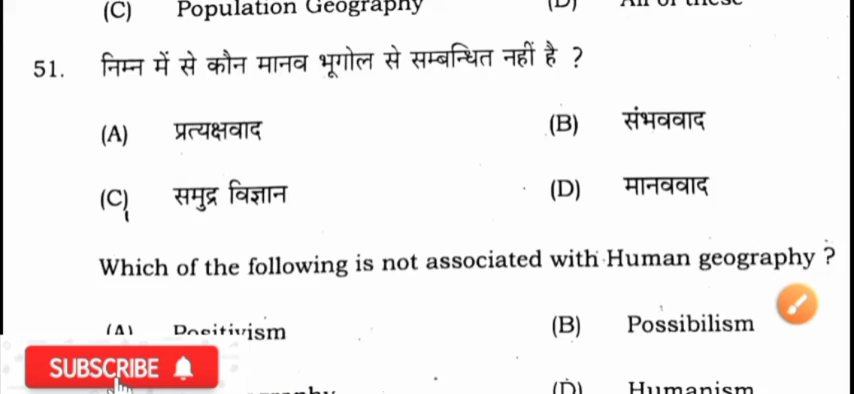 (C) Population Geography (D)
51. निम्न में से कौन मानव भूगोल से सम्बन्धित नहीं है ?
(A) प्रत्यक्षवाद (B) संभववाद
(C) समुद्र विज्ञान (D) मानववाद
Which of the following is not associated with Human geography ?
(A) Positivism (B) Possibilism
(D) Humanism
SUBSCRIBE